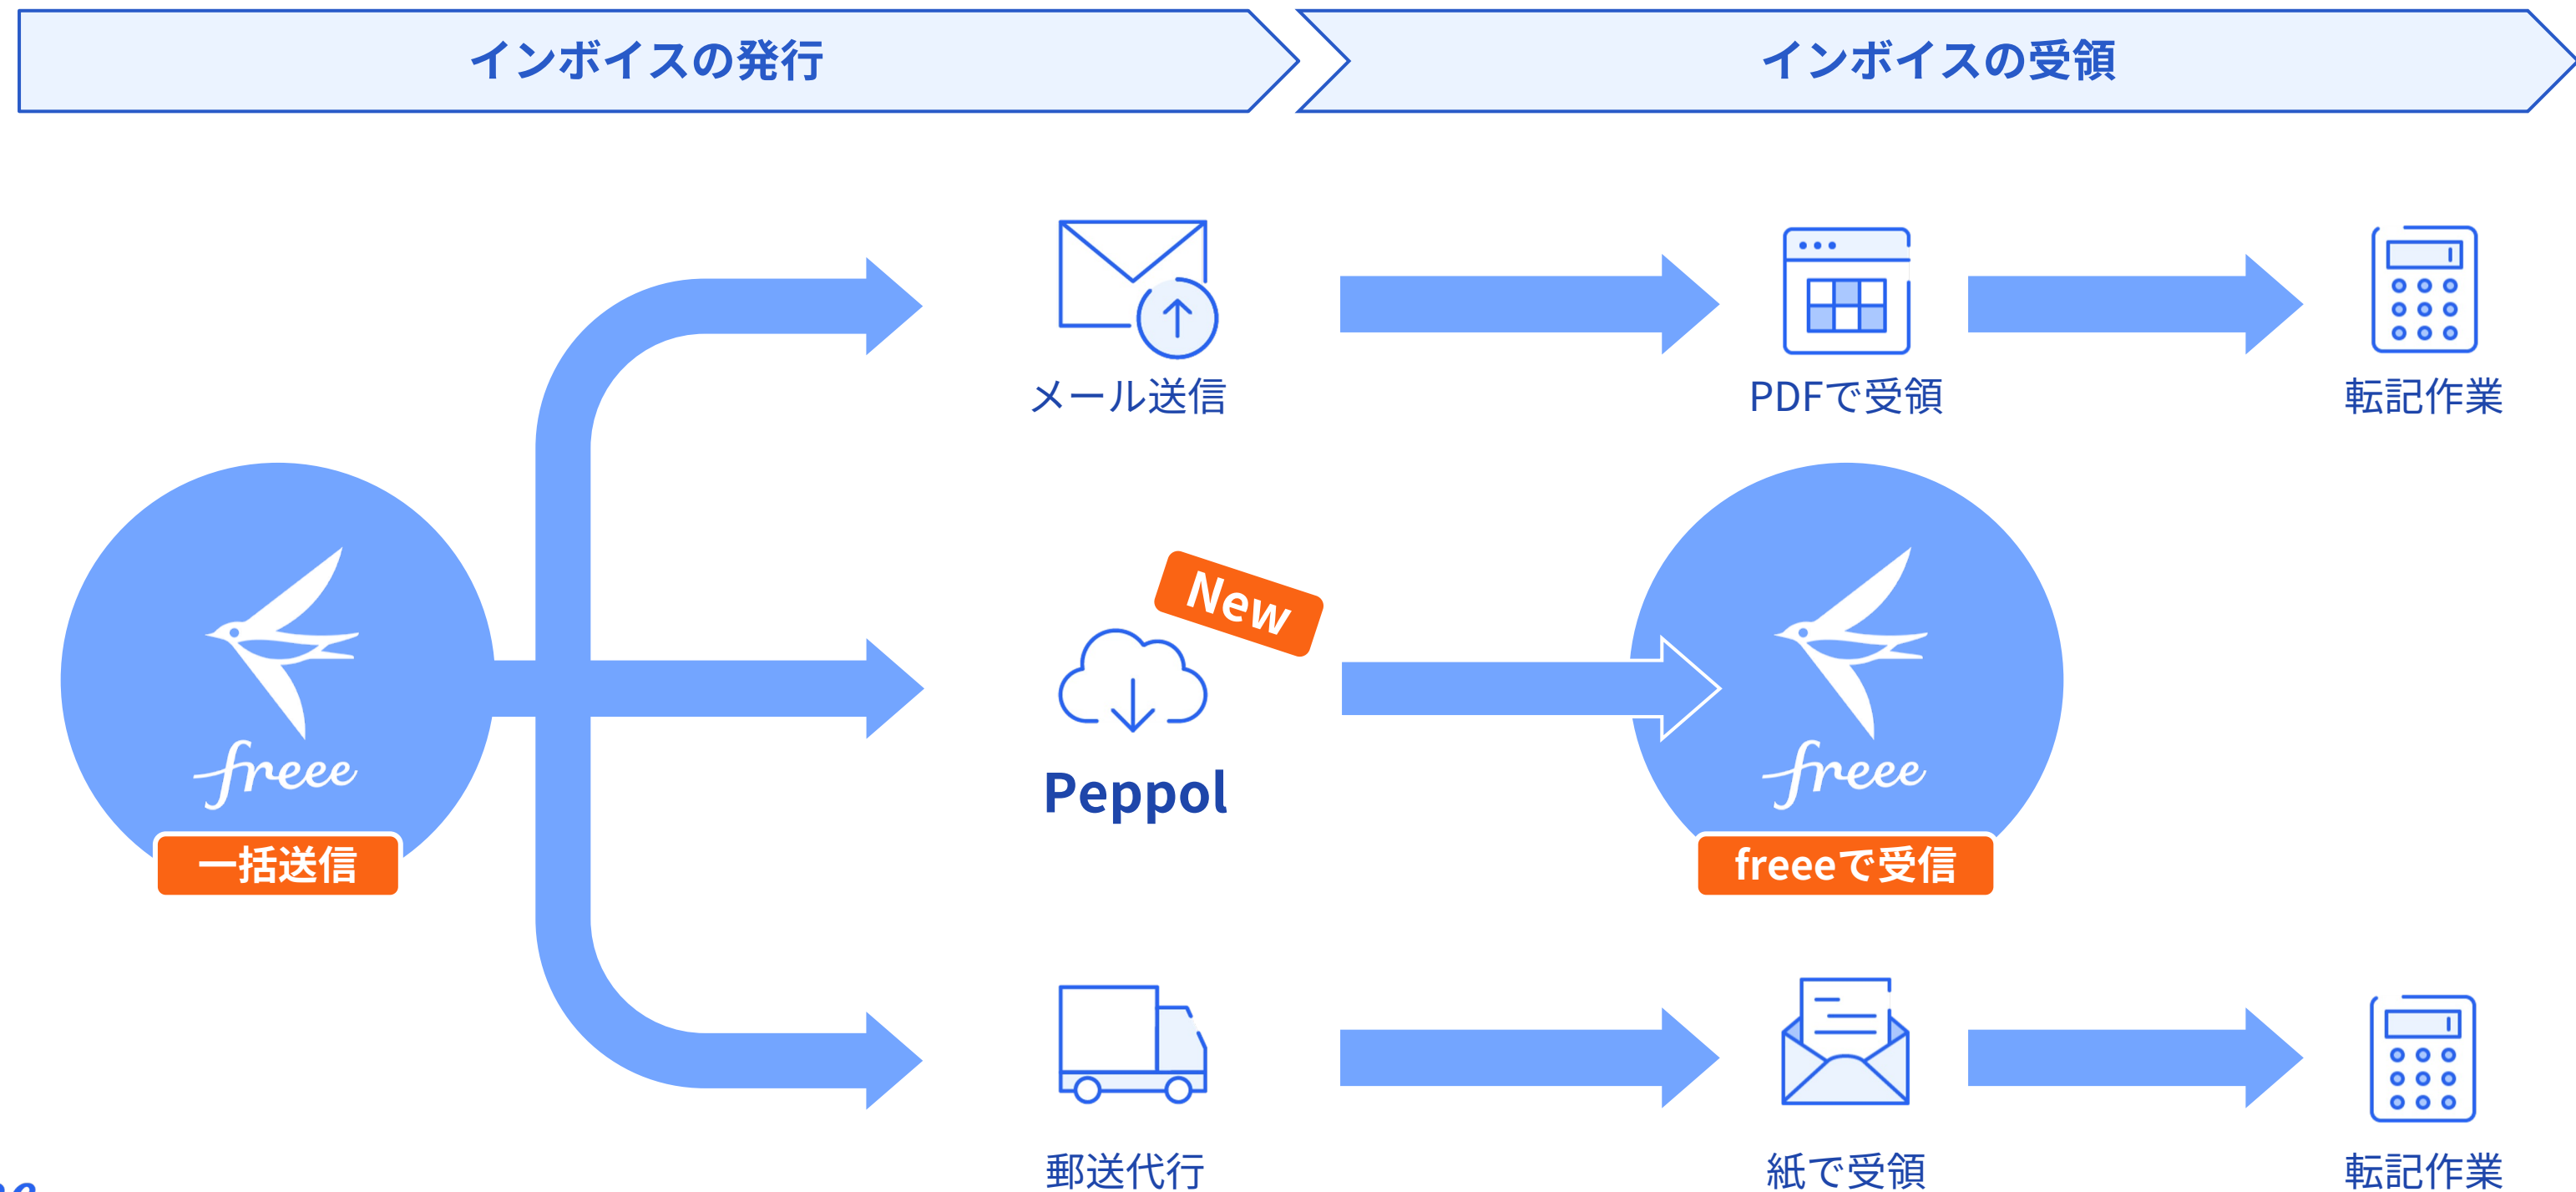 インボイスの発行
インボイスの受領
メール送信
PDFで受領
転記作業
New
Peppol
freee
一括送信
freee
freeeで受信
郵送代行
紙で受領
転記作業